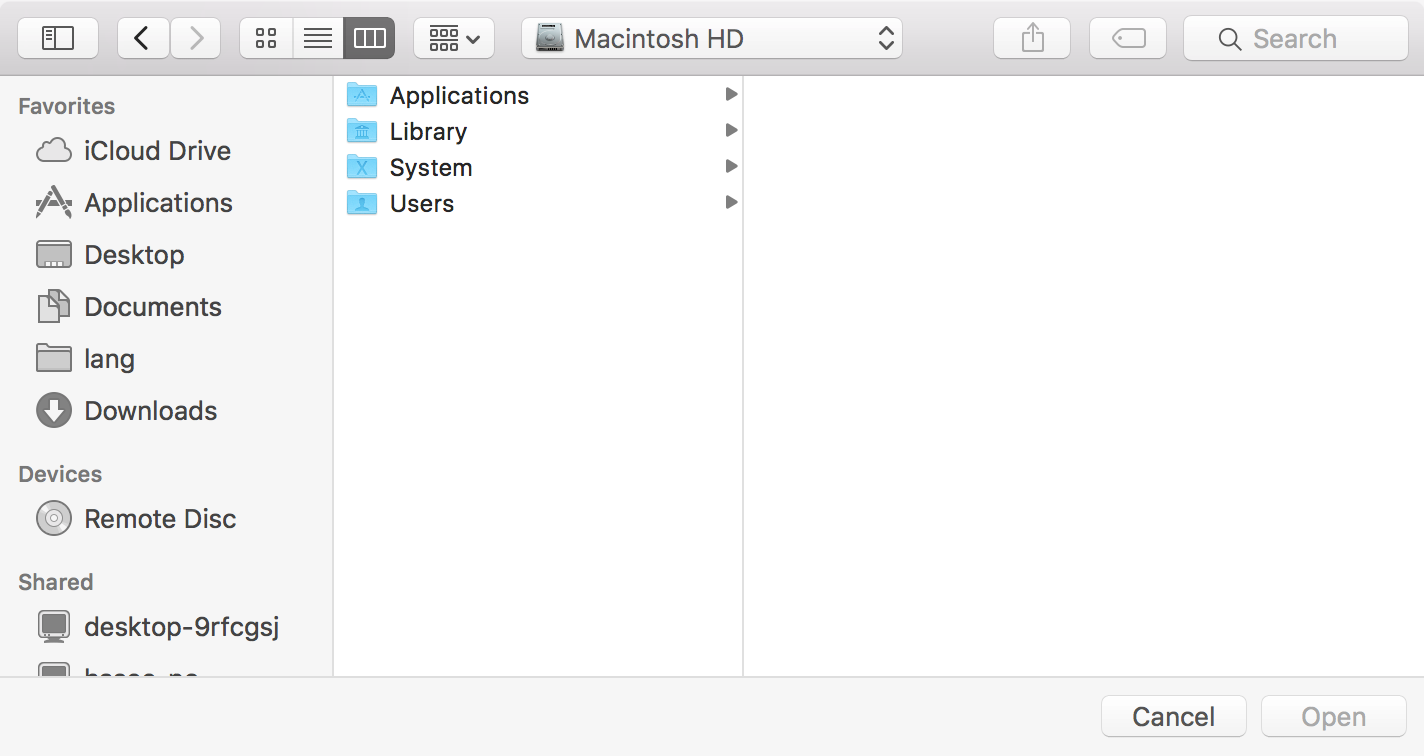 Macintosh HD
Search
Favorites
iCloud Drive
Applications
Desktop
Documents
lang
Downloads
Devices
Remote Disc
Shared
desktop-9rfcgsj
Applications
Library
System
Users
Cancel
Open